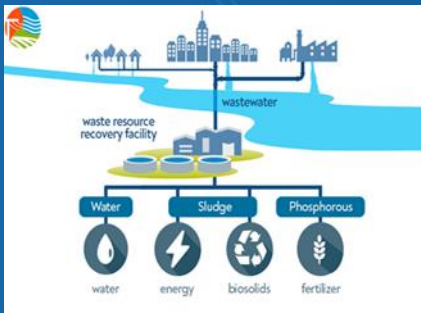 wastewater
waste resource
recovery facility
Water Sludge Phosphorous
water energy biosolids fertilizer